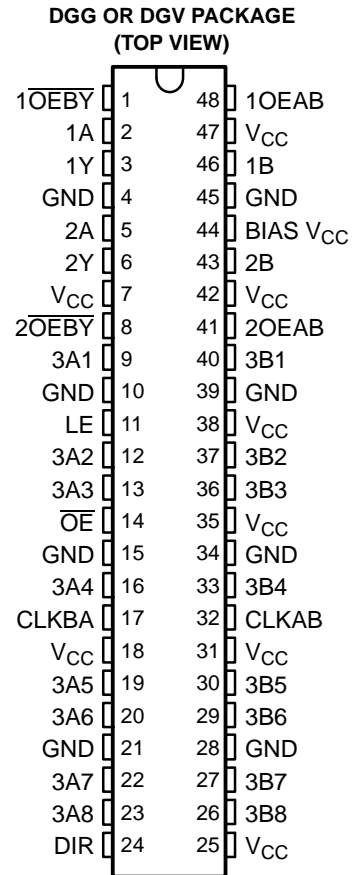 DGG OR DGV PACKAGE
(TOP VIEW)
1O̅E̅B̅Y̅ 1 48 1OEAB
1A 2 47 VCC
1Y 3 46 1B
GND 4 45 GND
2A 5 44 BIAS VCC
2Y 6 43 2B
VCC 7 42 VCC
2O̅E̅B̅Y̅ 8 41 2OEAB
3A1 9 40 3B1
GND 10 39 GND
LE 11 38 VCC
3A2 12 37 3B2
3A3 13 36 3B3
O̅E̅ 14 35 VCC
GND 15 34 GND
3A4 16 33 3B4
CLKBA 17 32 CLKAB
VCC 18 31 VCC
3A5 19 30 3B5
3A6 20 29 3B6
GND 21 28 GND
3A7 22 27 3B7
3A8 23 26 3B8
DIR 24 25 VCC